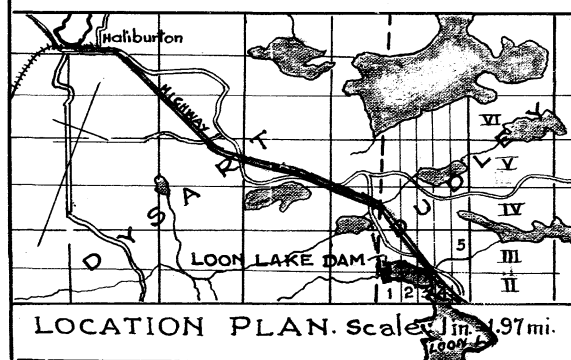 Haliburton
HIGHWAY
DYSART
DUDLEY
VI
V
IV
5
III
II
LOON LAKE DAM
1 2 3 4
LOCATION PLAN. Scale: 1 in = 1.97 mi.
LOON L.